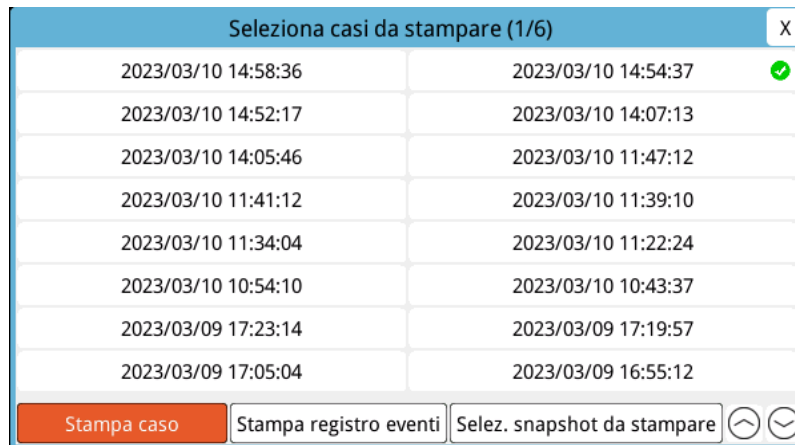 Seleziona casi da stampare (1/6) X
2023/03/10 14:58:36 2023/03/10 14:54:37
2023/03/10 14:52:17 2023/03/10 14:07:13
2023/03/10 14:05:46 2023/03/10 11:47:12
2023/03/10 11:41:12 2023/03/10 11:39:10
2023/03/10 11:34:04 2023/03/10 11:22:24
2023/03/10 10:54:10 2023/03/10 10:43:37
2023/03/09 17:23:14 2023/03/09 17:19:57
2023/03/09 17:05:04 2023/03/09 16:55:12
Stampa caso Stampa registro eventi Selez. snapshot da stampare